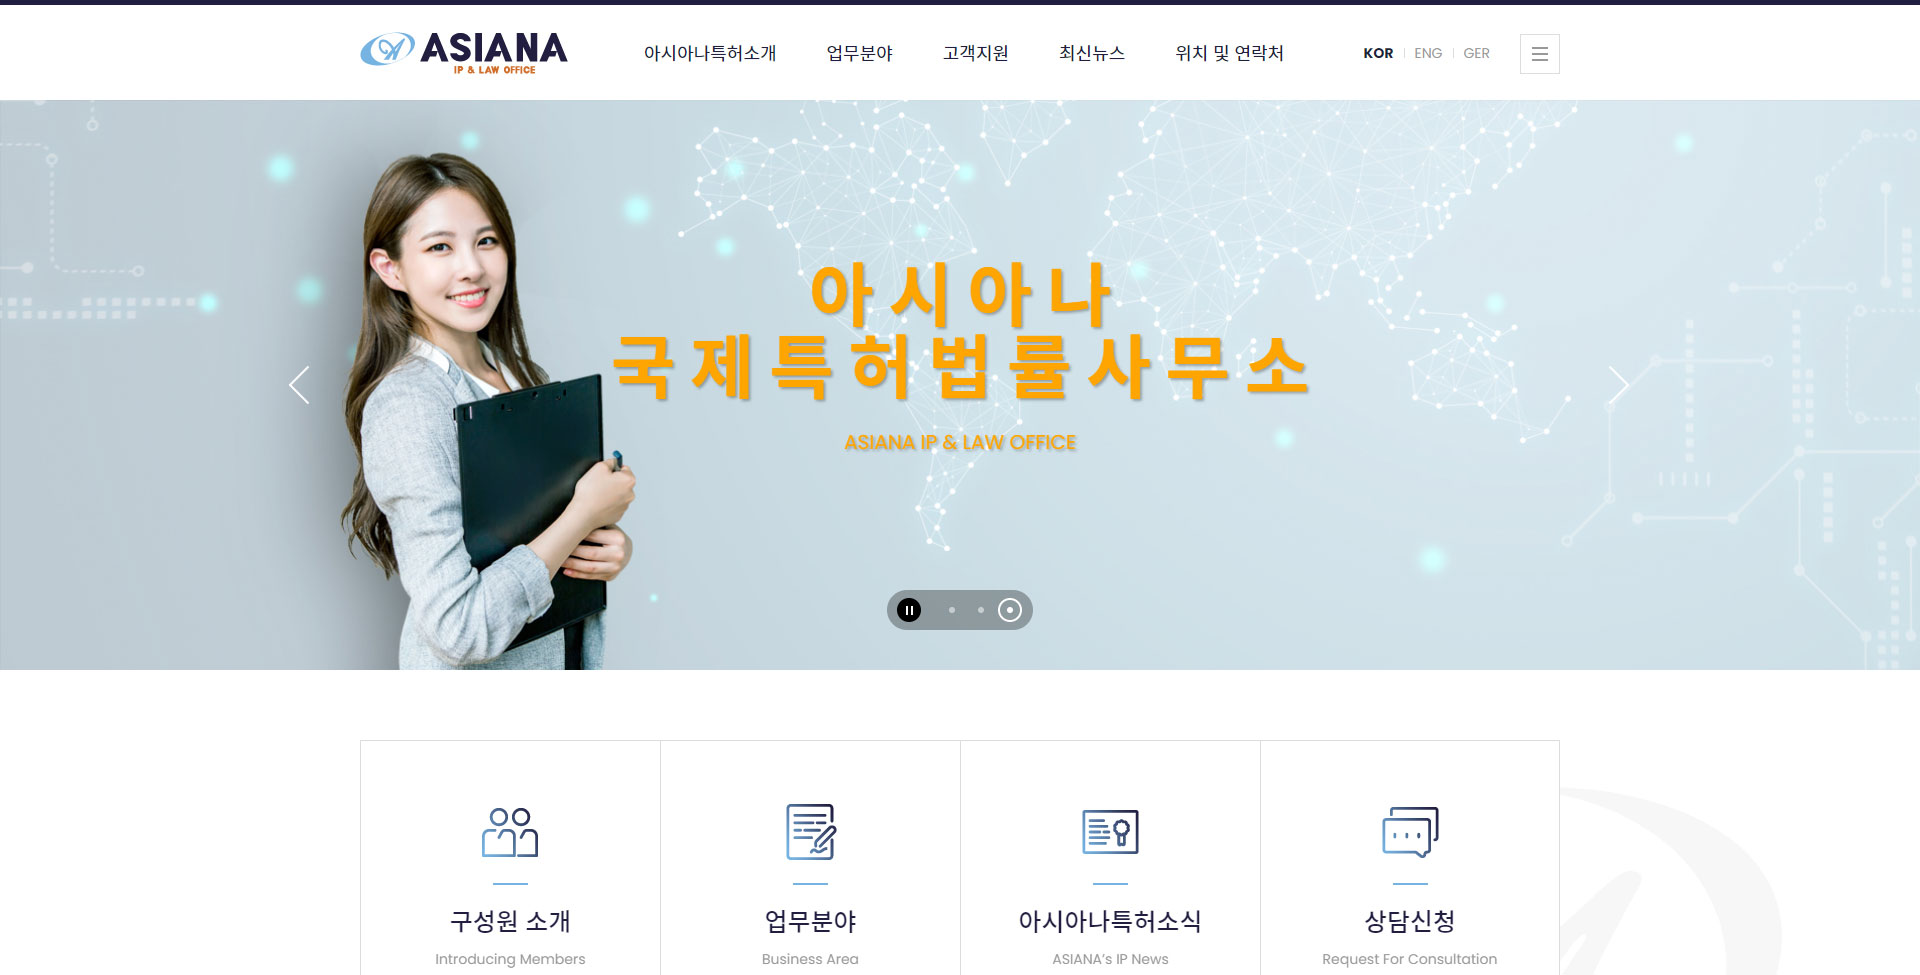 ASIANA
IP & LAW OFFICE
아시아나특허소개
업무분야
고객지원
최신뉴스
위치 및 연락처
KOR
ENG
GER
아시아나
국제특허법률사무소
ASIANA IP & LAW OFFICE
구성원 소개
Introducing Members
업무분야
Business Area
아시아나특허소식
ASIANA's IP News
상담신청
Request For Consultation